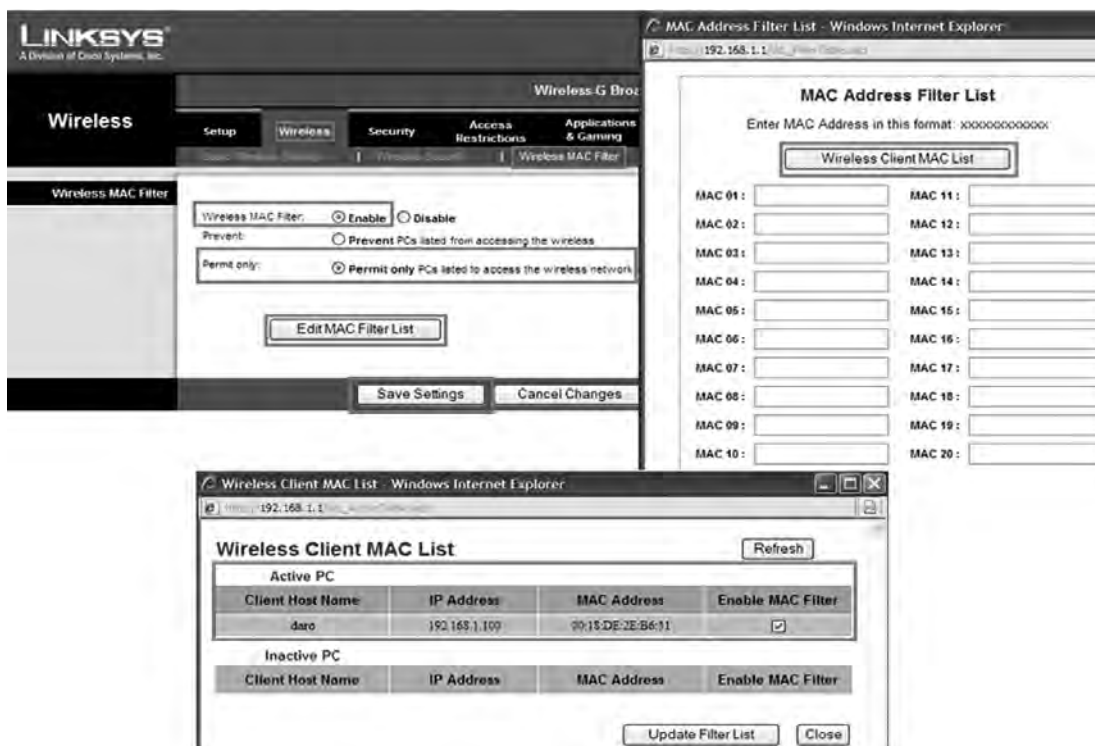 LINKSYS®
A Division of Cisco Systems, Inc.
Wireless-G Broa
Wireless
Setup
Wireless
Security
Access Restrictions
Applications & Gaming
Wireless MAC Filter
Wireless MAC Filter
Wireless MAC Filter: Enable Disable
Prevent: Prevent PCs listed from accessing the wireless
Permit only: Permit only PCs listed to access the wireless network
Edit MAC Filter List
Save Settings Cancel Changes
MAC Address Filter List - Windows Internet Explorer
192.168.1.1
MAC Address Filter List
Enter MAC Address in this format: xxxxxxxxxxxx
Wireless Client MAC List
MAC 01 : MAC 11 :
MAC 02 : MAC 12 :
MAC 03 : MAC 13 :
MAC 04 : MAC 14 :
MAC 05 : MAC 15 :
MAC 06 : MAC 16 :
MAC 07 : MAC 17 :
MAC 08 : MAC 18 :
MAC 09 : MAC 19 :
MAC 10 : MAC 20 :
Wireless Client MAC List - Windows Internet Explorer
192.168.1.1
Wireless Client MAC List Refresh
Active PC
Client Host Name IP Address MAC Address Enable MAC Filter
daro 192.168.1.100
Inactive PC
Client Host Name IP Address MAC Address Enable MAC Filter
Update Filter List Close